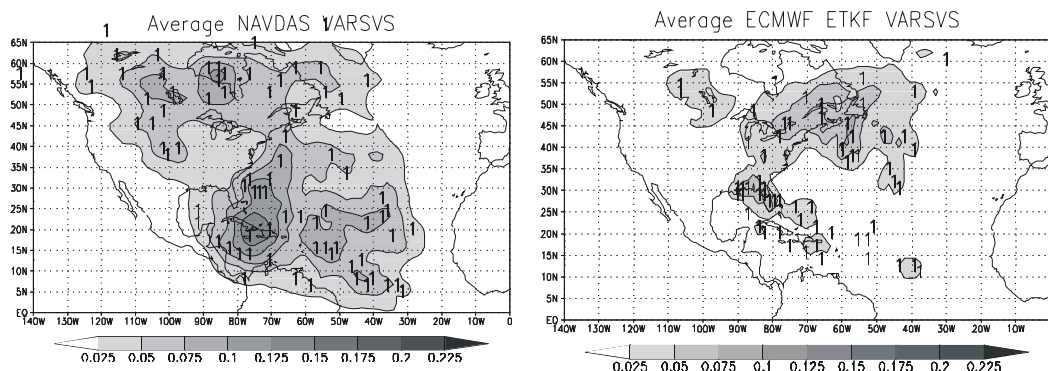 Average NAVDAS VARSVS
65N
60N
55N
50N
45N
40N
35N
30N
25N
20N
15N
10N
5N
EQ
140W 130W 120W 110W 100W 90W 80W 70W 60W 50W 40W 30W 20W 10W 0
0.025 0.05 0.075 0.1 0.125 0.15 0.175 0.2 0.225
Average ECMWF ETKF VARSVS
65N
60N
55N
50N
45N
40N
35N
30N
25N
20N
15N
10N
5N
EQ
140W 130W 120W 110W 100W 90W 80W 70W 60W 50W 40W 30W 20W 10W
0.025 0.05 0.075 0.1 0.125 0.15 0.175 0.2 0.225